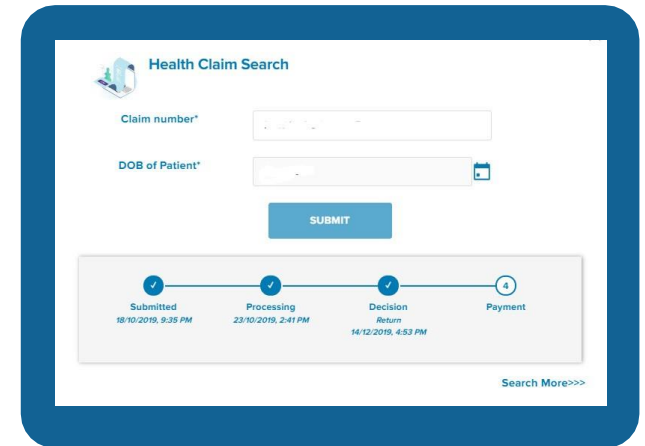 Health Claim Search
Claim number*
DOB of Patient*
SUBMIT
4
Submitted Processing Decision Payment
18/10/2019, 9:35 PM 23/10/2019, 2:41 PM Return
14/12/2019, 4:53 PM
Search More>>>